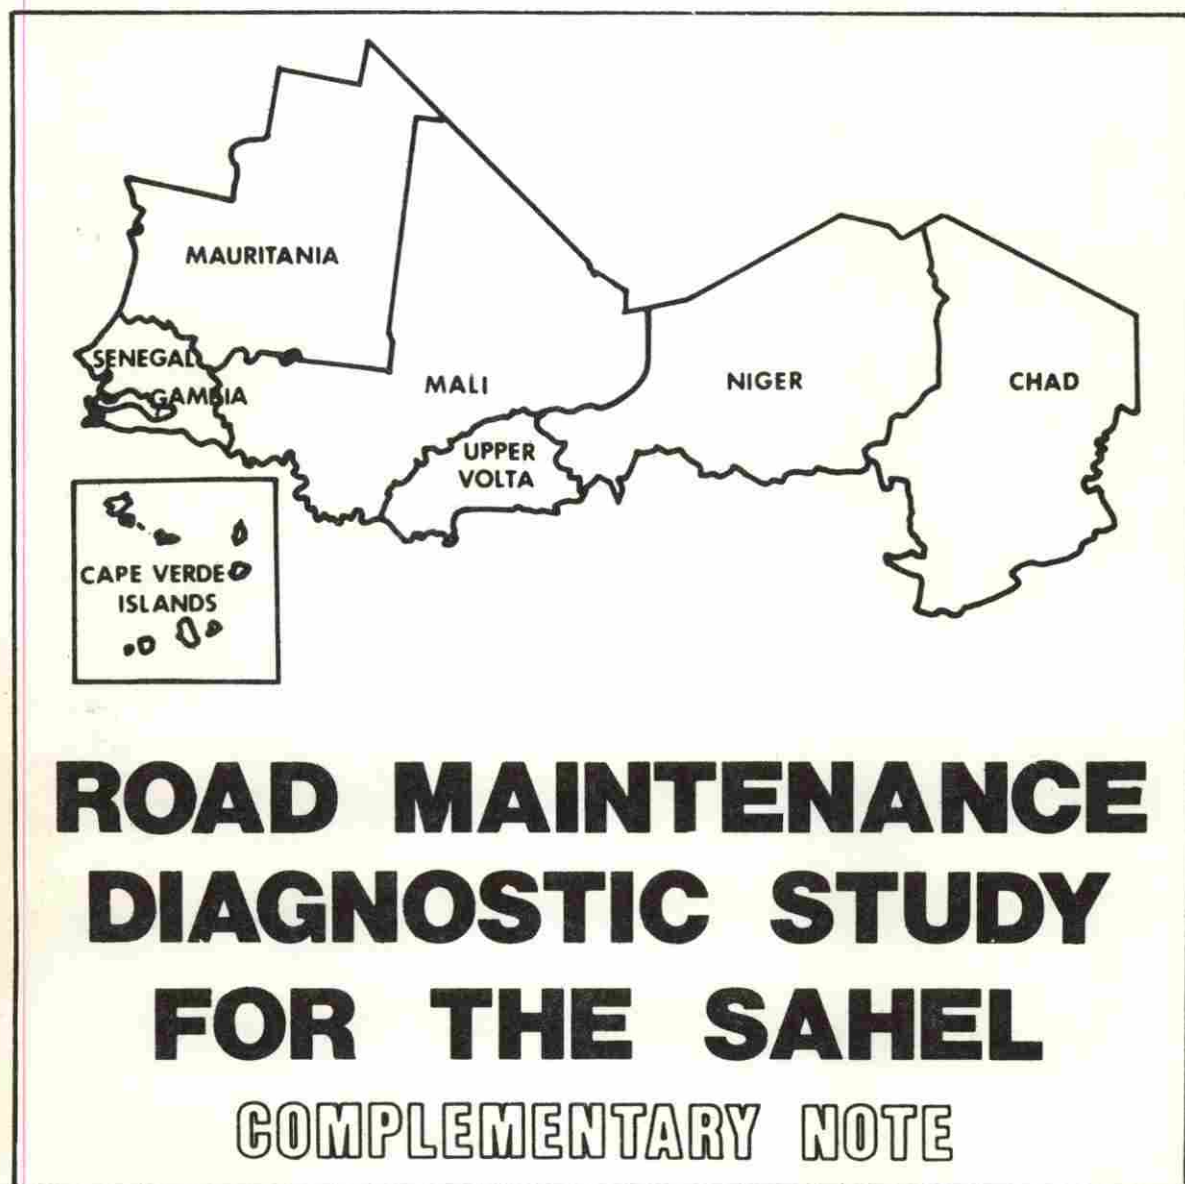 MAURITANIA
SENEGAL
GAMBIA
MALI
NIGER
CHAD
UPPER
VOLTA
CAPE VERDE
ISLANDS
ROAD MAINTENANCE
DIAGNOSTIC STUDY
FOR THE SAHEL
COMPLEMENTARY NOTE